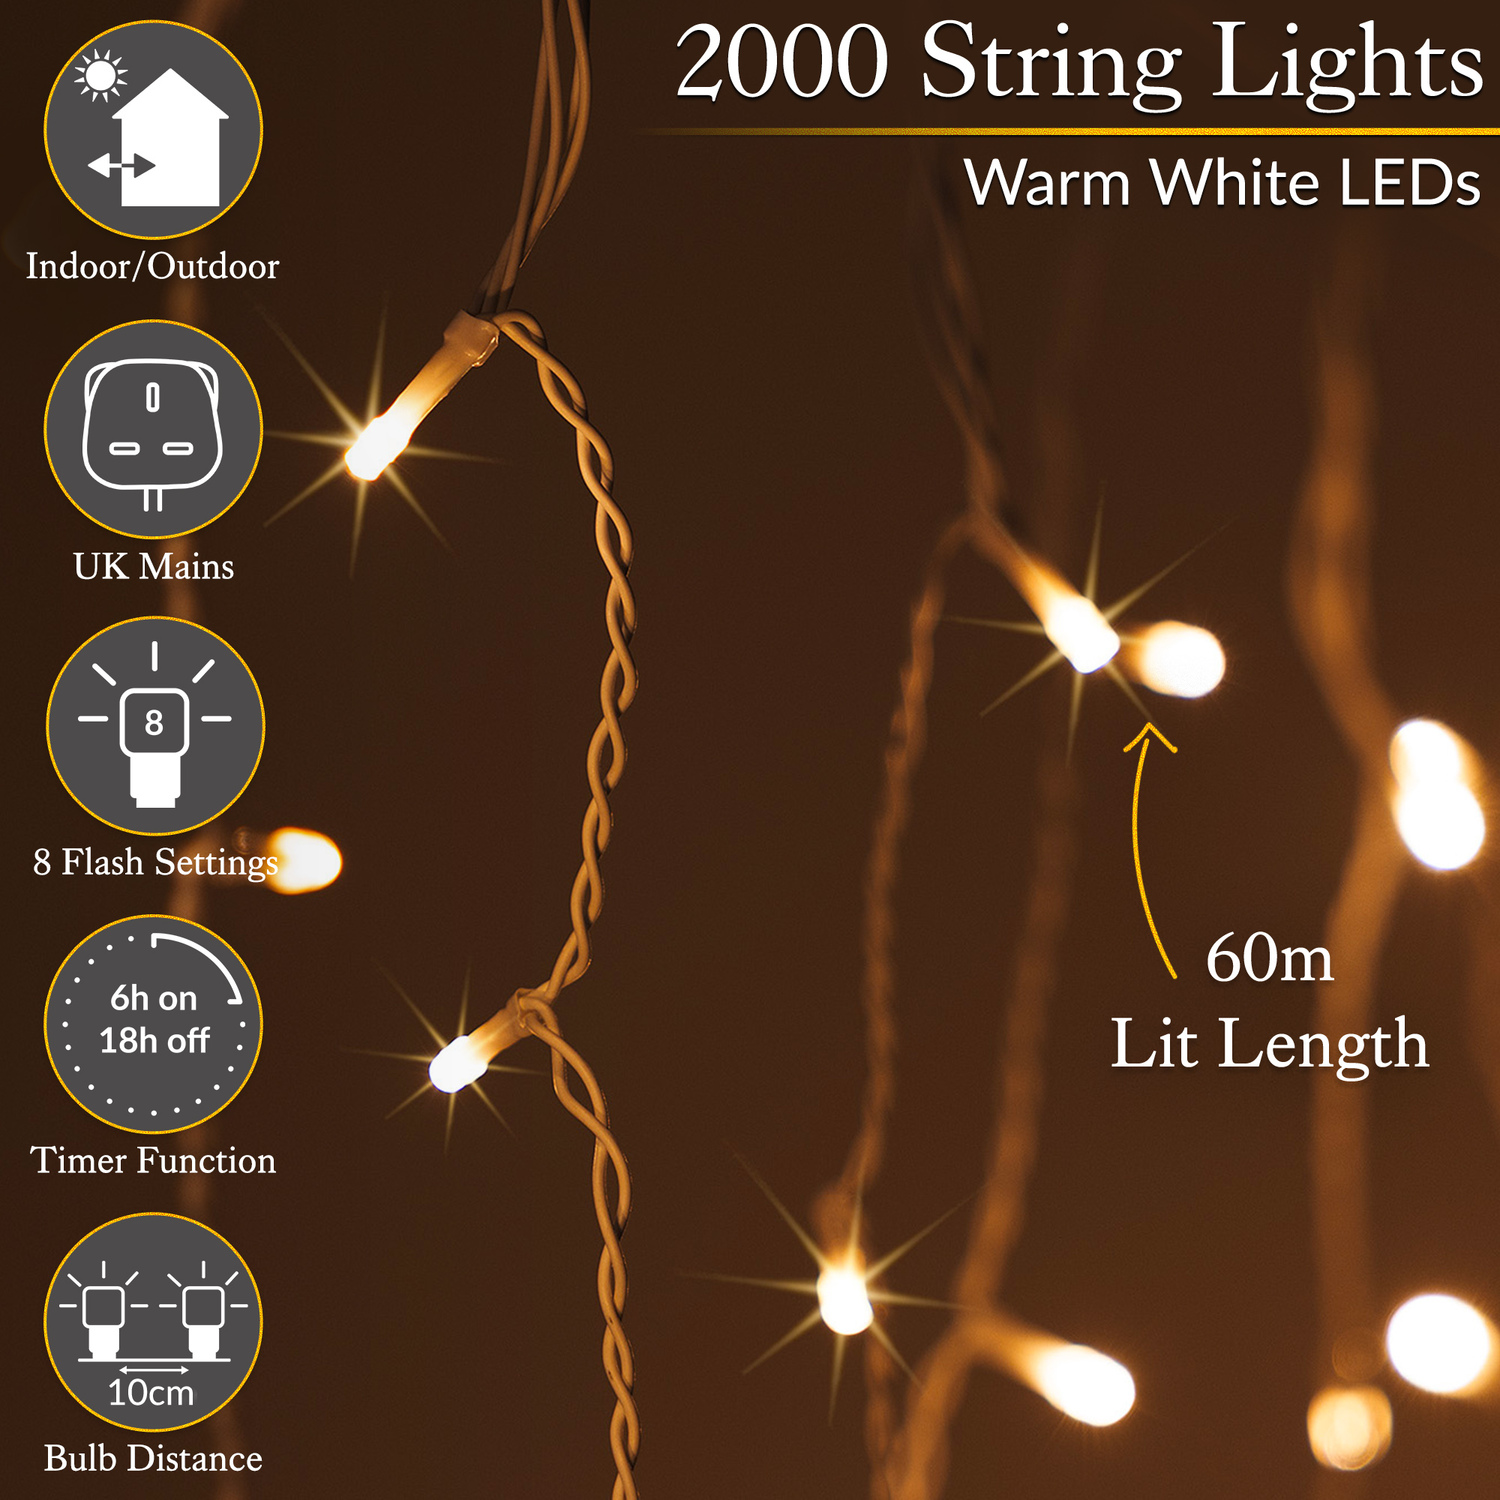 2000 String Lights
Warm White LEDs
Indoor/Outdoor
UK Mains
8
8 Flash Settings
6h on
18h off
Timer Function
10cm
Bulb Distance
60m
Lit Length